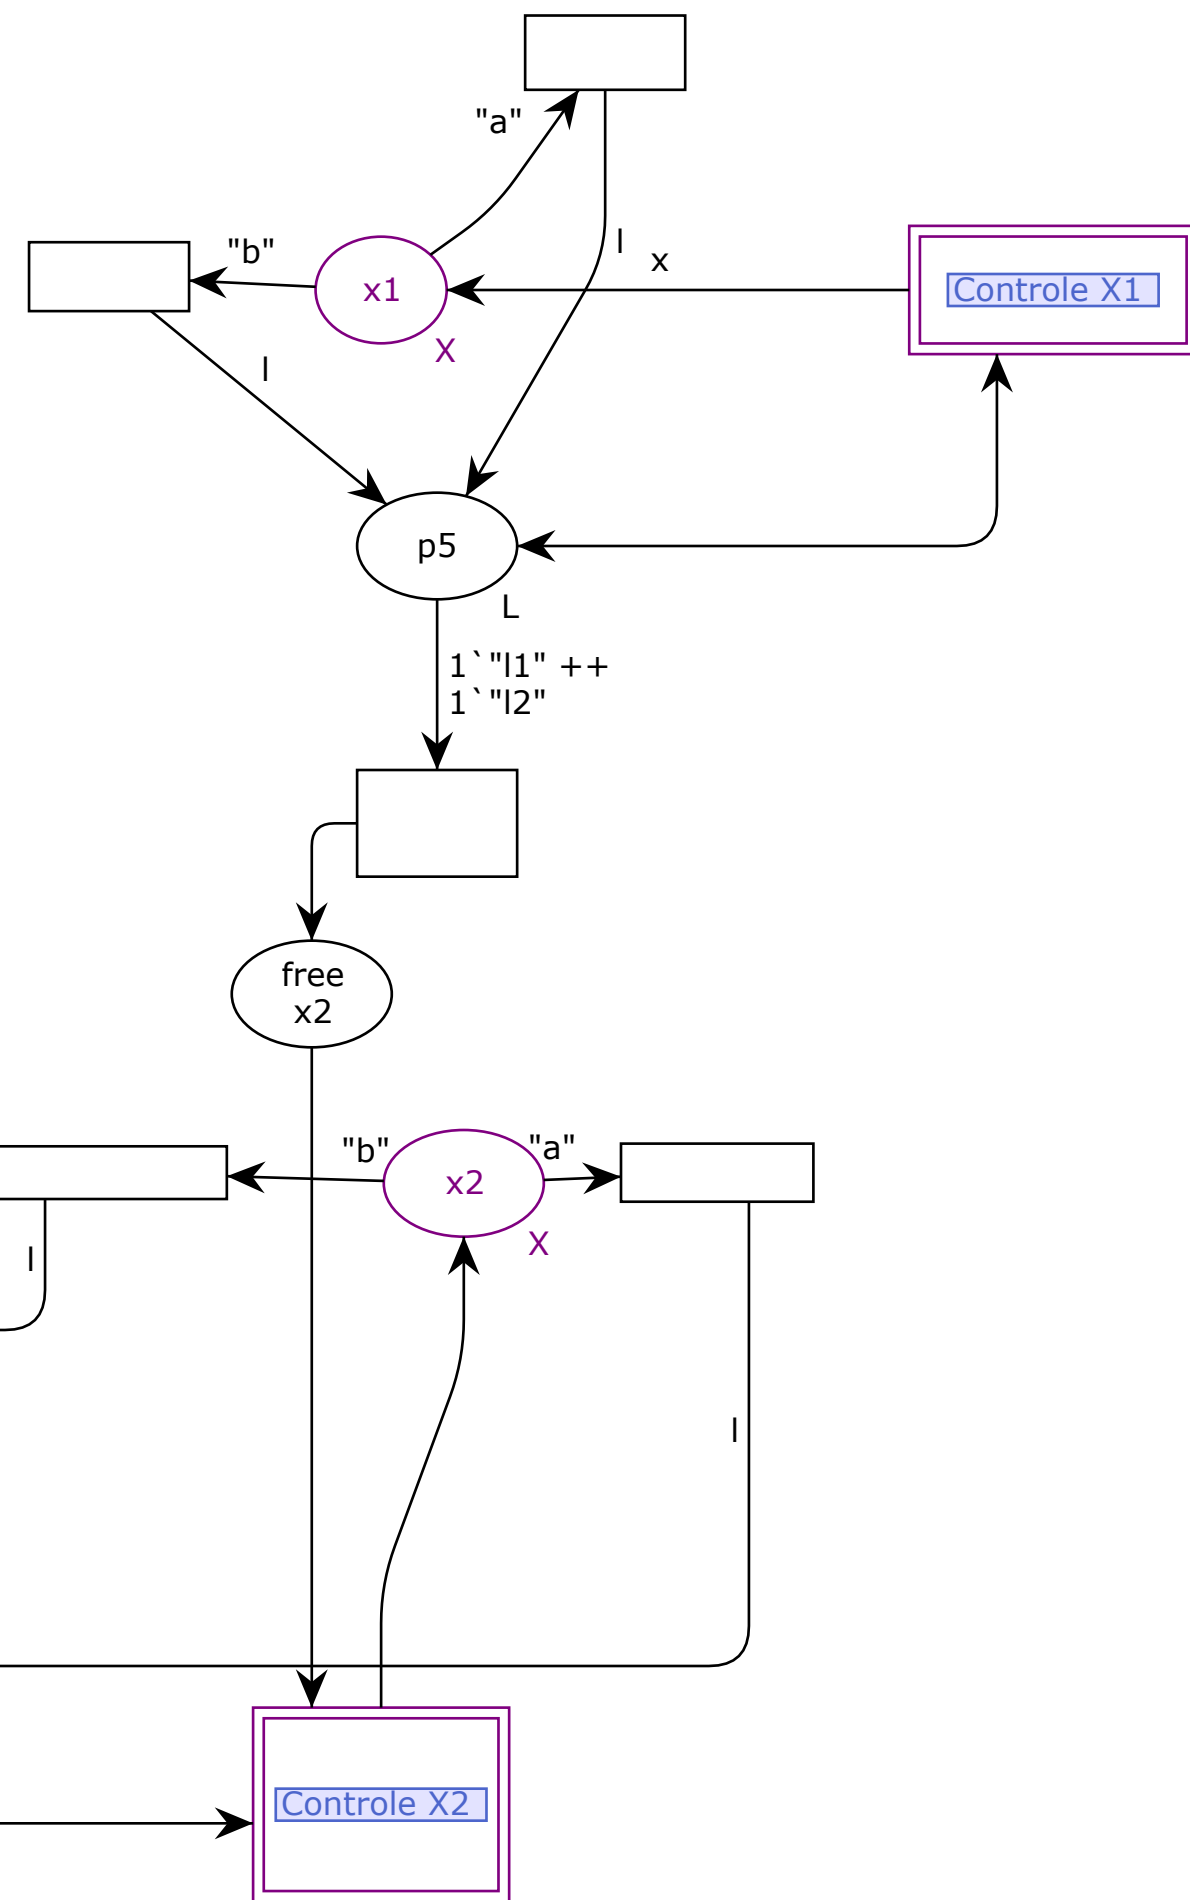 "a"
"b"
l
x
x1
Controle X1
X
l
p5
L
1`"l1" ++
1`"l2"
free
x2
"b"
"a"
x2
X
l
l
Controle X2